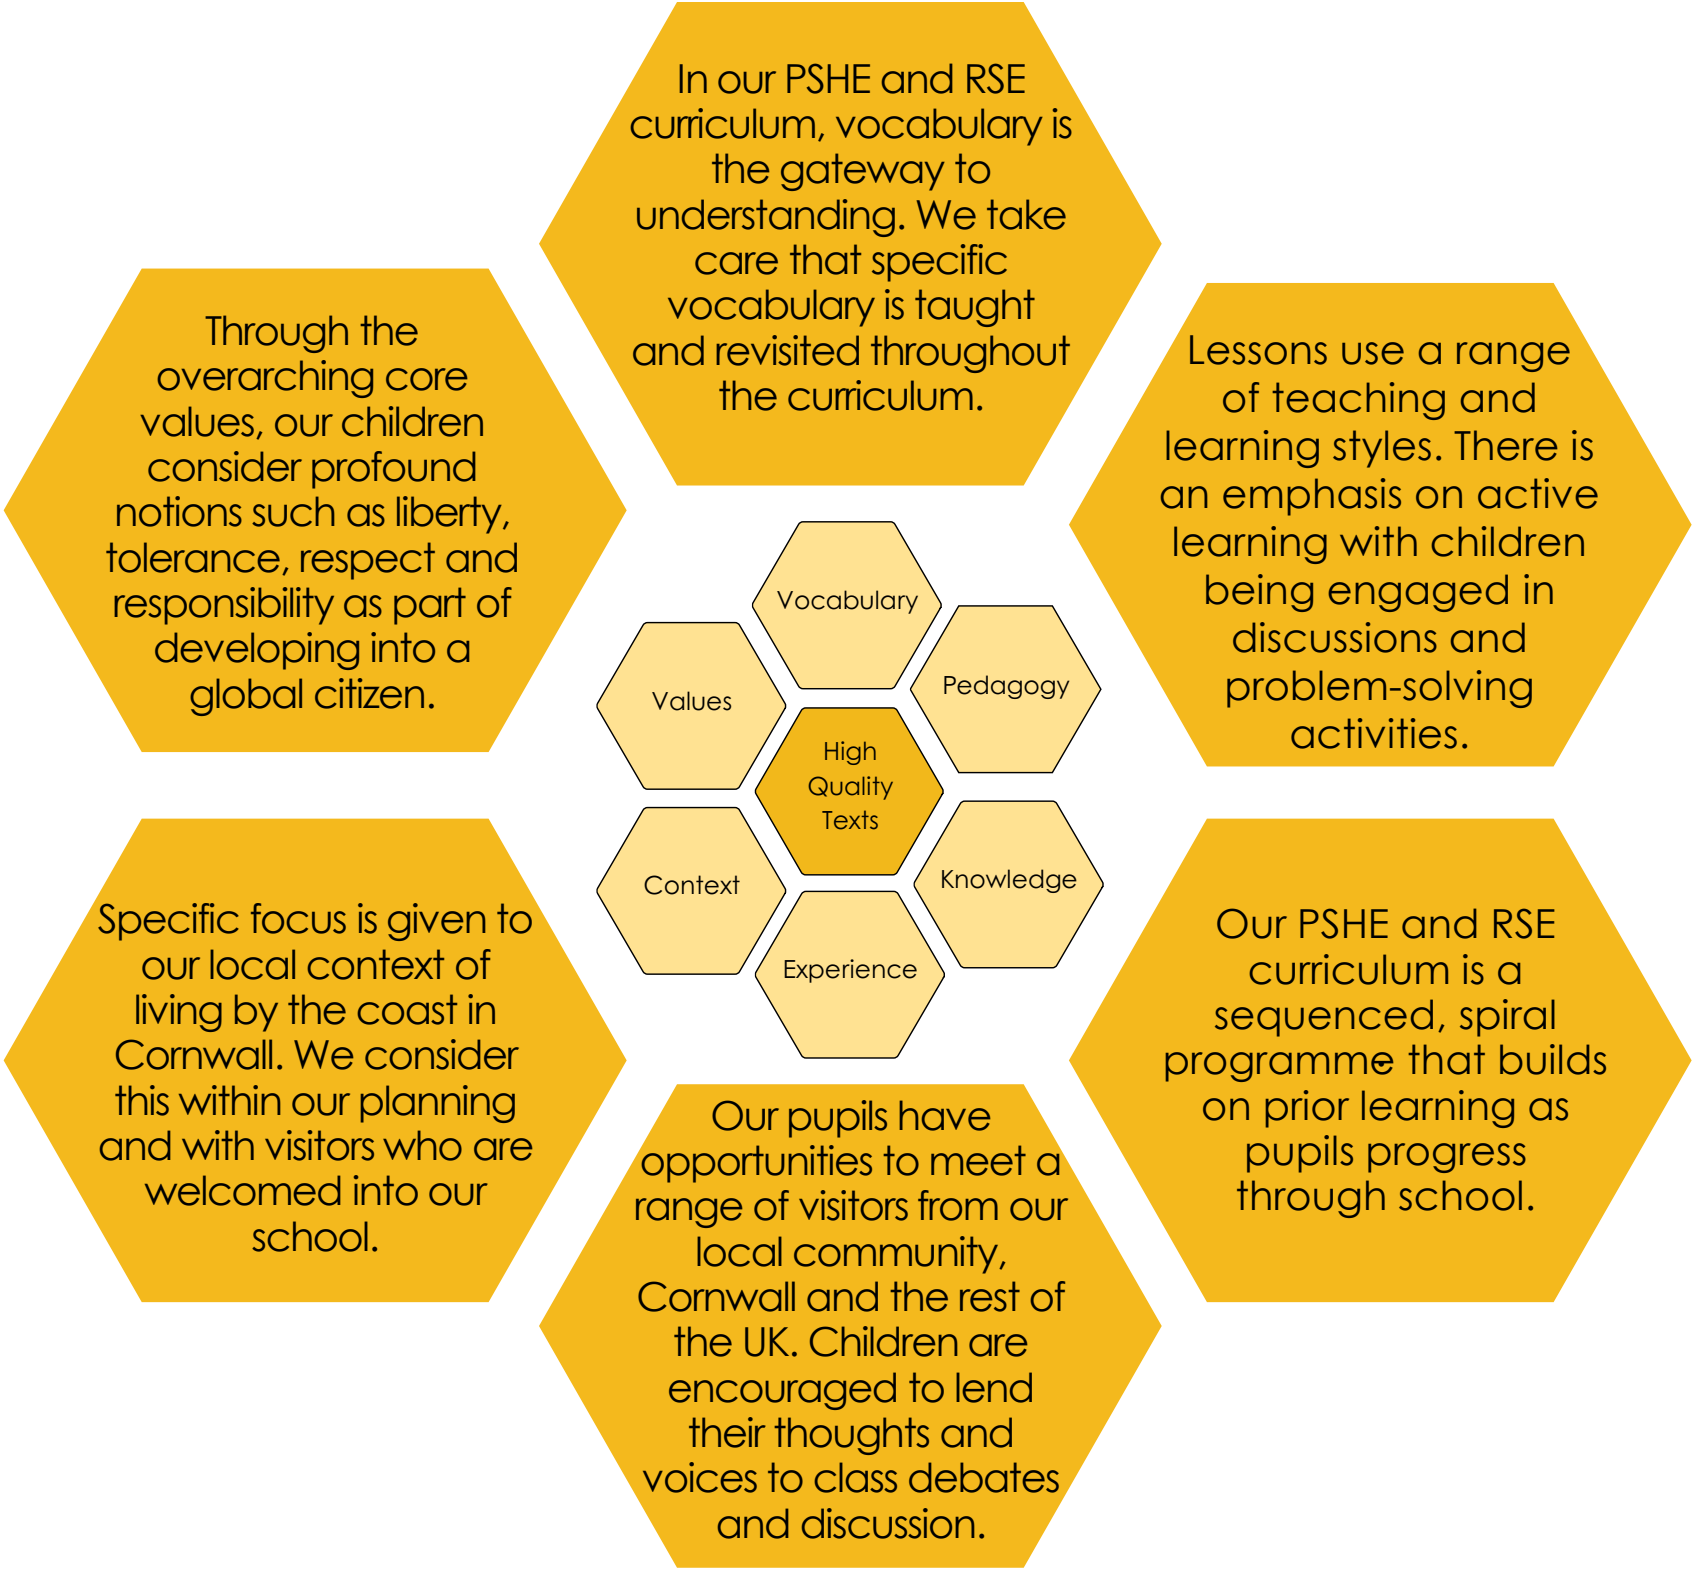 In our PSHE and RSE
curriculum, vocabulary is
the gateway to
understanding. We take
care that specific
vocabulary is taught
and revisited throughout
the curriculum.
Through the
overarching core
values, our children
consider profound
notions such as liberty,
tolerance, respect and
responsibility as part of
developing into a
global citizen.
Lessons use a range
of teaching and
learning styles. There is
an emphasis on active
learning with children
being engaged in
discussions and
problem-solving
activities.
Vocabulary
Values
Pedagogy
High
Quality
Texts
Context
Knowledge
Experience
Specific focus is given to
our local context of
living by the coast in
Cornwall. We consider
this within our planning
and with visitors who are
welcomed into our
school.
Our PSHE and RSE
curriculum is a
sequenced, spiral
programme that builds
on prior learning as
pupils progress
through school.
Our pupils have
opportunities to meet a
range of visitors from our
local community,
Cornwall and the rest of
the UK. Children are
encouraged to lend
their thoughts and
voices to class debates
and discussion.